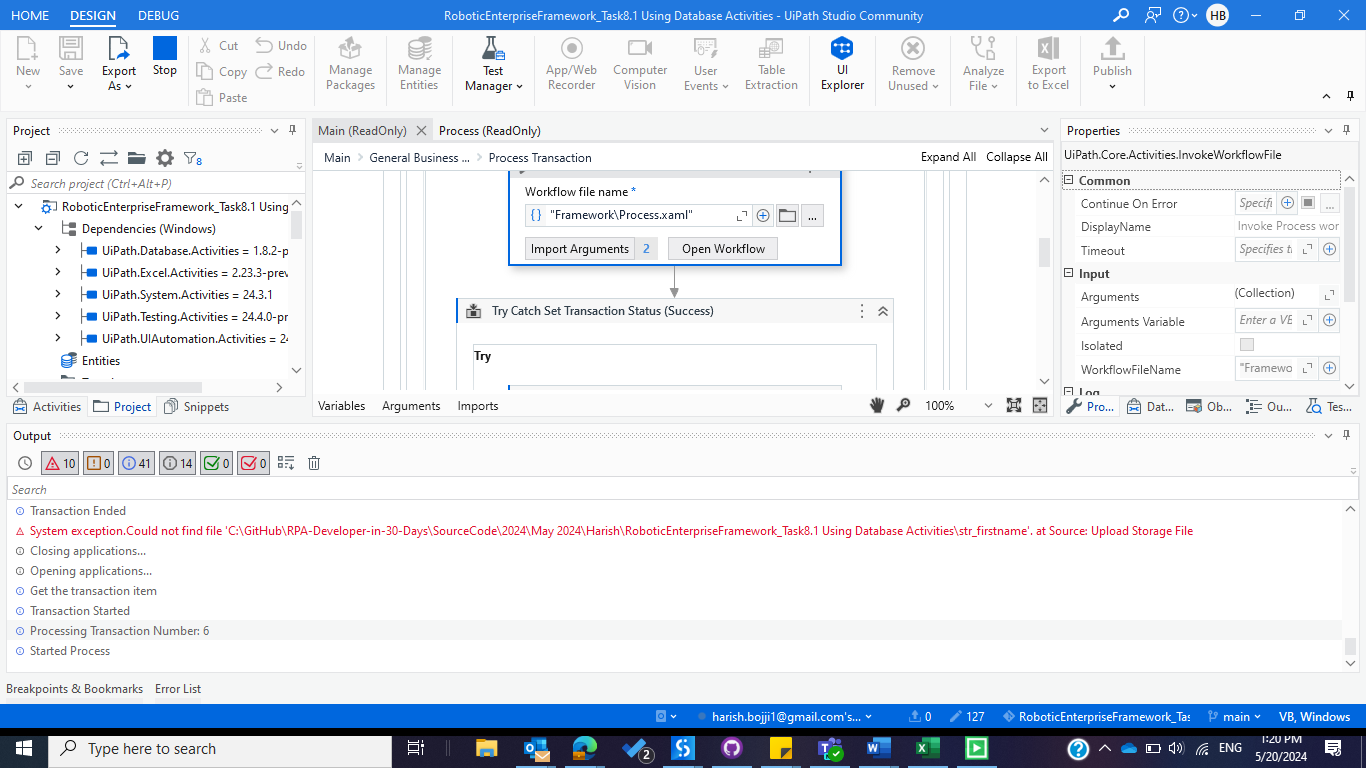 HOME DESIGN DEBUG RoboticEnterpriseFramework_Task8.1 Using Database Activities - UiPath Studio Community HB
New Save Export As Stop Cut Copy Paste Undo Redo Manage Packages Manage Entities Test Manager App/Web Recorder Computer Vision User Events Table Extraction UI Explorer Remove Unused Analyze File Export to Excel Publish
Project
Search project (Ctrl+Alt+P)
RoboticEnterpriseFramework_Task8.1 Using
Dependencies (Windows)
UiPath.Database.Activities = 1.8.2-p
UiPath.Excel.Activities = 2.23.3-prev
UiPath.System.Activities = 24.3.1
UiPath.Testing.Activities = 24.4.0-pr
UiPath.UIAutomation.Activities = 24
Entities
Activities Project Snippets
Main (ReadOnly) Process (ReadOnly)
Main General Business ... Process Transaction Expand All Collapse All
Workflow file name *
"Framework\Process.xaml" ...
Import Arguments 2 Open Workflow
Try Catch Set Transaction Status (Success)
Try
Variables Arguments Imports 100%
Properties
UiPath.Core.Activities.InvokeWorkflowFile
Common
Continue On Error Specifi ...
DisplayName Invoke Process wor
Timeout Specifies t
Input
Arguments (Collection)
Arguments Variable Enter a VB
Isolated
WorkflowFileName "Framewo
Log
Pro... Dat... Ob... Ou... Tes...
Output
10 0 41 14 0 0
Search
Transaction Ended
System exception.Could not find file 'C:\GitHub\RPA-Developer-in-30-Days\SourceCode\2024\May 2024\Harish\RoboticEnterpriseFramework_Task8.1 Using Database Activities\str_firstname'. at Source: Upload Storage File
Closing applications...
Opening applications...
Get the transaction item
Transaction Started
Processing Transaction Number: 6
Started Process
Breakpoints & Bookmarks Error List
harish.bojji1@gmail.com's... 0 127 RoboticEnterpriseFramework_Tas main VB, Windows
Type here to search 2 ENG 1:20 PM
5/20/2024